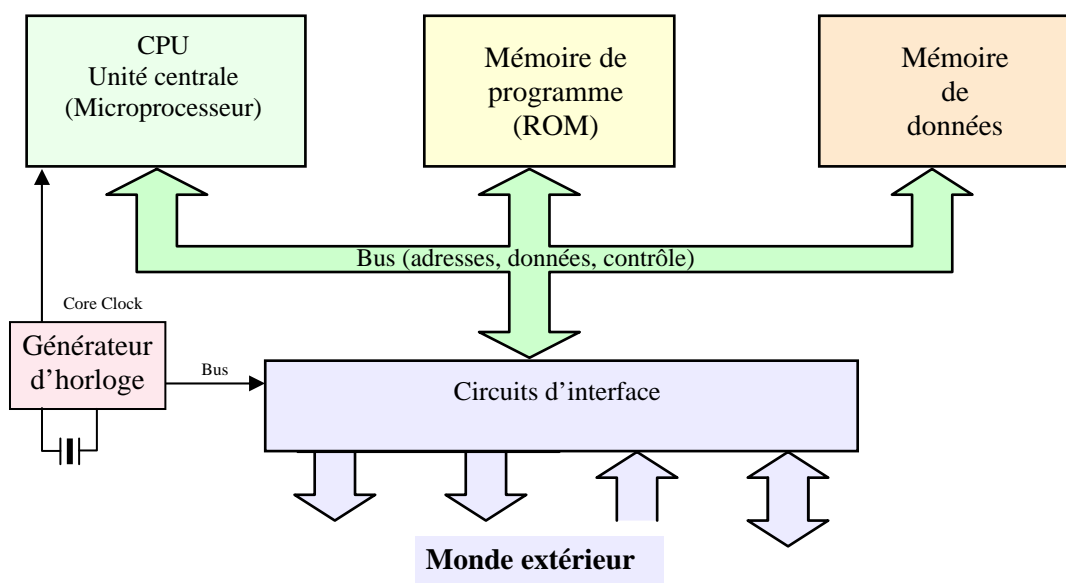 CPU
Unité centrale
(Microprocesseur)
Mémoire de
programme
(ROM)
Mémoire
de
données
Bus (adresses, données, contrôle)
Core Clock
Générateur
d’horloge
Bus
Circuits d’interface
Monde extérieur